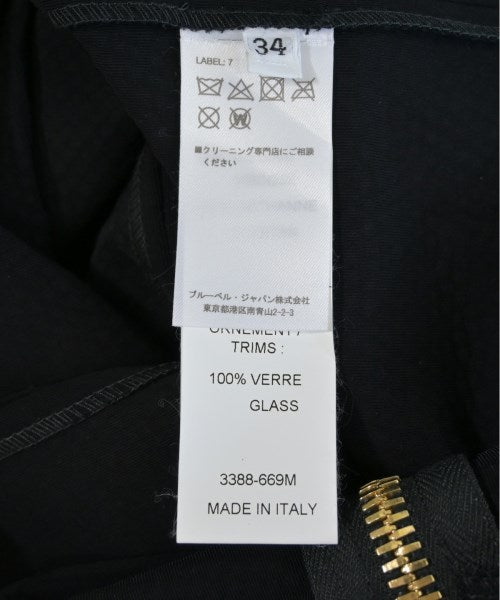 34
LABEL: 7
W
■クリーニング専門店にご相談
ください
ブルーベル・ジャパン株式会社
東京都港区南青山2-2-3
ORNEMENT /
TRIMS :
100% VERRE
GLASS
3388-669M
MADE IN ITALY